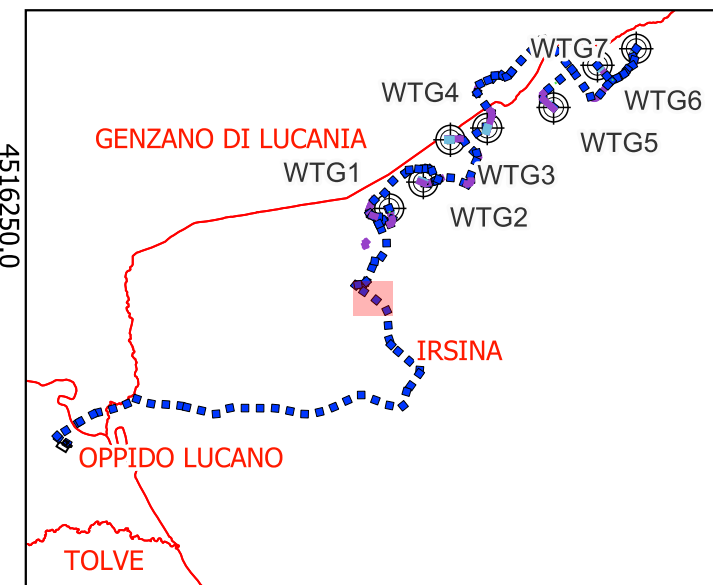 WTG7
WTG4
WTG6
GENZANO DI LUCANIA
WTG5
WTG1
WTG3
WTG2
4516250.0
IRSINA
OPPIDO LUCANO
TOLVE